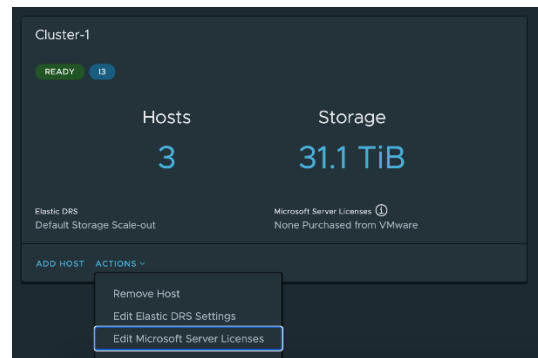 Cluster-1
READY I3
Hosts Storage
3 31.1 TiB
Elastic DRS Microsoft Server Licenses
Default Storage Scale-out None Purchased from VMware
ADD HOST ACTIONS
Remove Host
Edit Elastic DRS Settings
Edit Microsoft Server Licenses